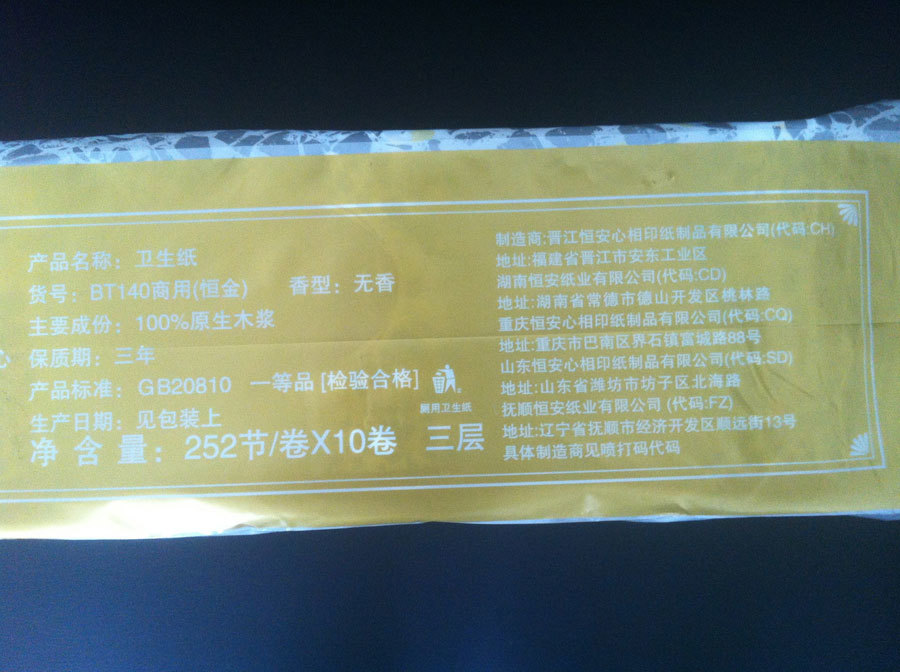 产品名称：卫生纸
货号：BT140商用(恒金) 香型：无香
主要成份：100%原生木浆
心 保质期：三年
产品标准：GB20810 一等品 [检验合格]
厕用卫生纸
生产日期：见包装上
净含量：252节/卷X10卷 三层
制造商:晋江恒安心相印纸制品有限公司(代码:CH)
地址:福建省晋江市安东工业区
湖南恒安纸业有限公司(代码:CD)
地址:湖南省常德市德山开发区桃林路
重庆恒安心相印纸制品有限公司(代码:CQ)
地址:重庆市巴南区界石镇富城路88号
山东恒安心相印纸制品有限公司(代码:SD)
地址:山东省潍坊市坊子区北海路
抚顺恒安纸业有限公司 (代码:FZ)
地址:辽宁省抚顺市经济开发区顺远街13号
具体制造商见喷打码代码